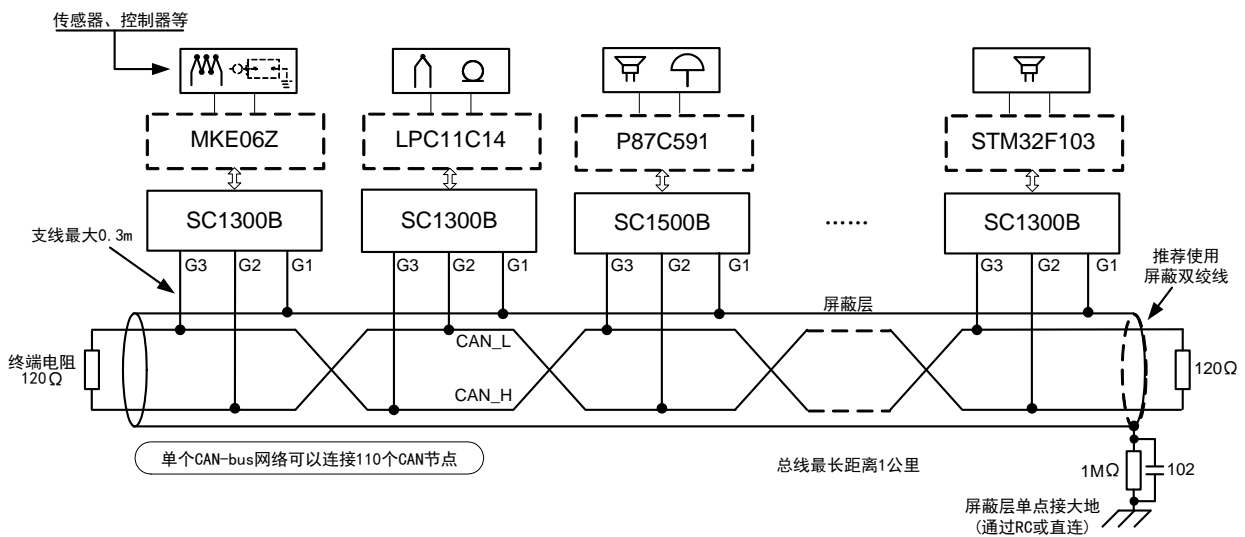 传感器、控制器等
MKE06Z
LPC11C14
P87C591
STM32F103
SC1300B
SC1300B
SC1500B
……
SC1300B
支线最大0.3m
G3
G2
G1
G3
G2
G1
G3
G2
G1
G3
G2
G1
推荐使用
屏蔽双绞线
屏蔽层
CAN_L
CAN_H
终端电阻
120Ω
120Ω
单个CAN-bus网络可以连接110个CAN节点
总线最长距离1公里
1MΩ
102
屏蔽层单点接大地
(通过RC或直连)